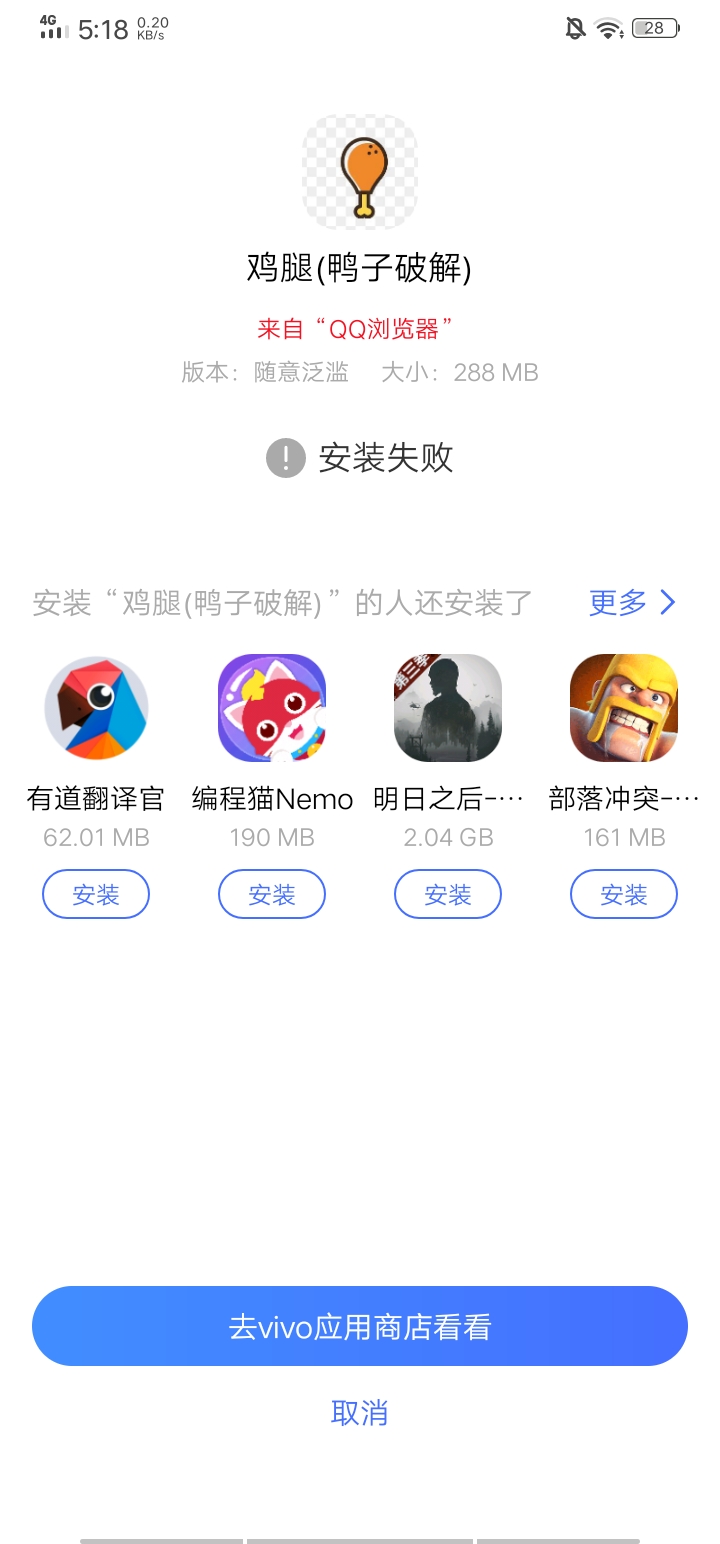 4G 5:18 0.20 KB/s 28
鸡腿(鸭子破解)
来自“QQ浏览器”
版本：随意泛滥 大小：288 MB
! 安装失败
安装“鸡腿(鸭子破解)”的人还安装了 更多
第三季
有道翻译官 编程猫Nemo 明日之后-… 部落冲突-…
62.01 MB 190 MB 2.04 GB 161 MB
安装 安装 安装 安装
去vivo应用商店看看
取消